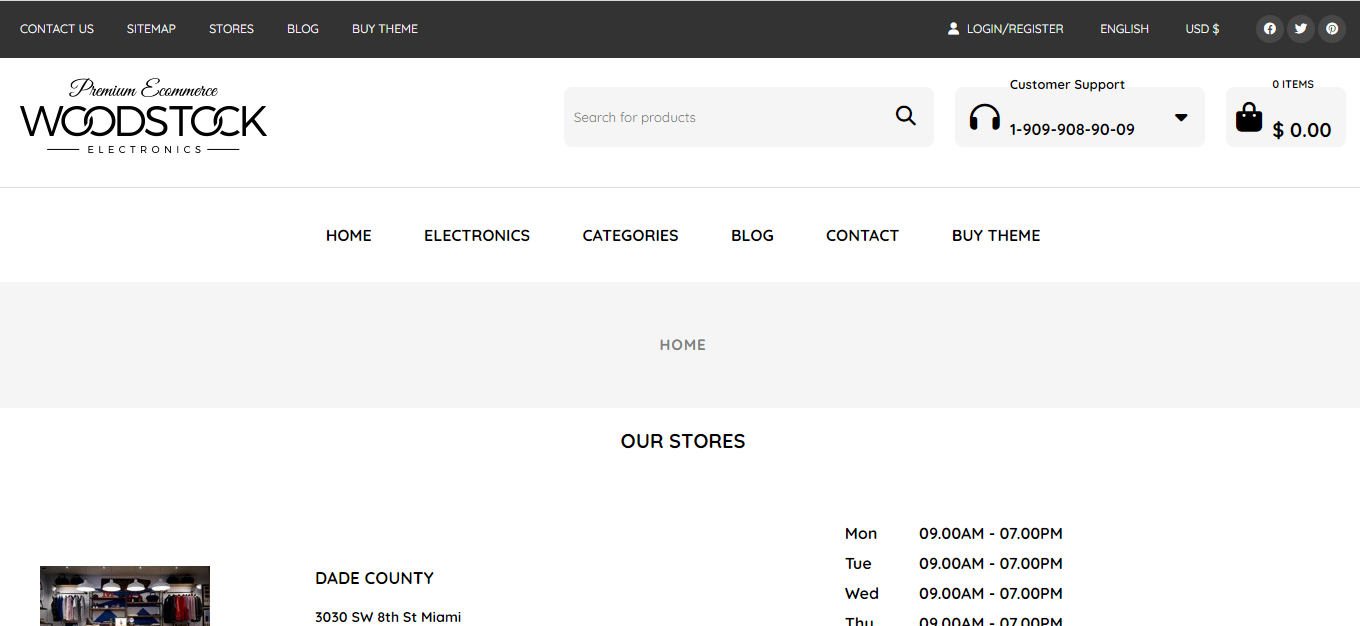 CONTACT US SITEMAP STORES BLOG BUY THEME LOGIN/REGISTER ENGLISH USD $
Premium Ecommerce
WOODSTOCK
ELECTRONICS
Search for products
Customer Support
1-909-908-90-09
0 ITEMS
$ 0.00
HOME ELECTRONICS CATEGORIES BLOG CONTACT BUY THEME
HOME
OUR STORES
DADE COUNTY
3030 SW 8th St Miami
Mon 09.00AM - 07.00PM
Tue 09.00AM - 07.00PM
Wed 09.00AM - 07.00PM
Thu 09.00AM - 07.00PM